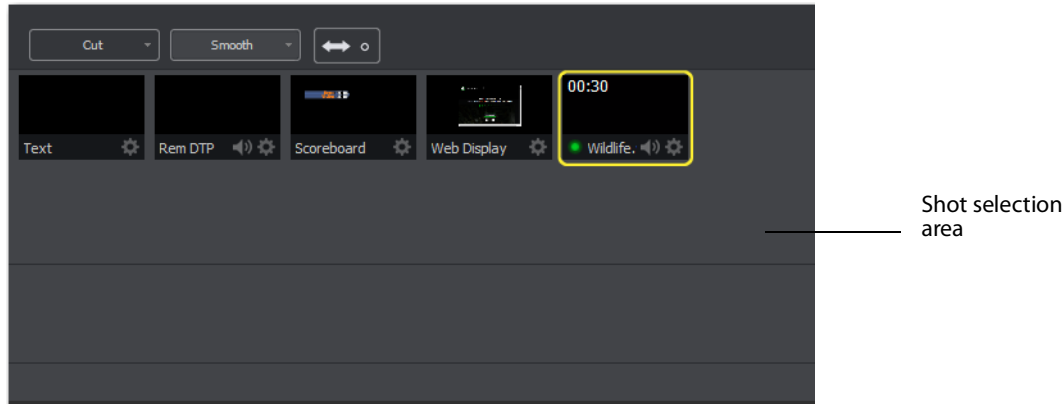 Cut Smooth
00:30
Text Rem DTP Scoreboard Web Display Wildlife.
Shot selection
area